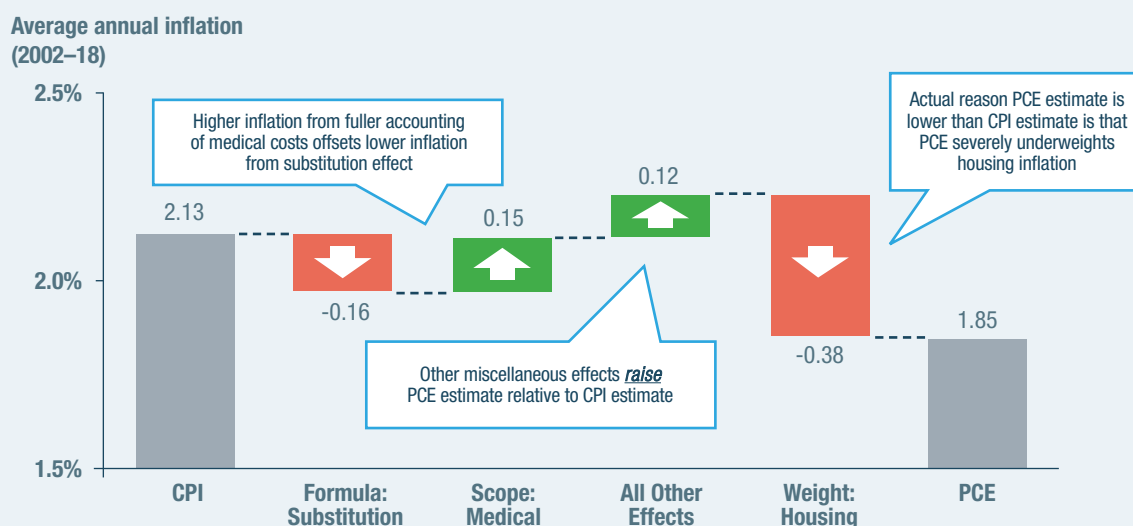 Average annual inflation
(2002–18)
2.5%
2.0%
1.5%
Higher inflation from fuller accounting
of medical costs offsets lower inflation
from substitution effect
Actual reason PCE estimate is
lower than CPI estimate is that
PCE severely underweights
housing inflation
2.13
-0.16
0.15
0.12
-0.38
1.85
Other miscellaneous effects raise
PCE estimate relative to CPI estimate
CPI
Formula:
Substitution
Scope:
Medical
All Other
Effects
Weight:
Housing
PCE